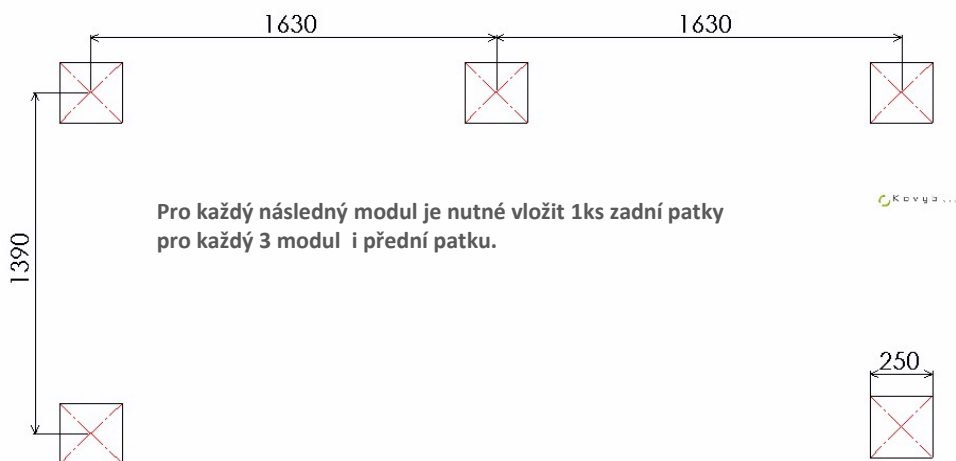 1630 1630
Pro každý následný modul je nutné vložit 1ks zadní patky
pro každý 3 modul i přední patku.
1390
250